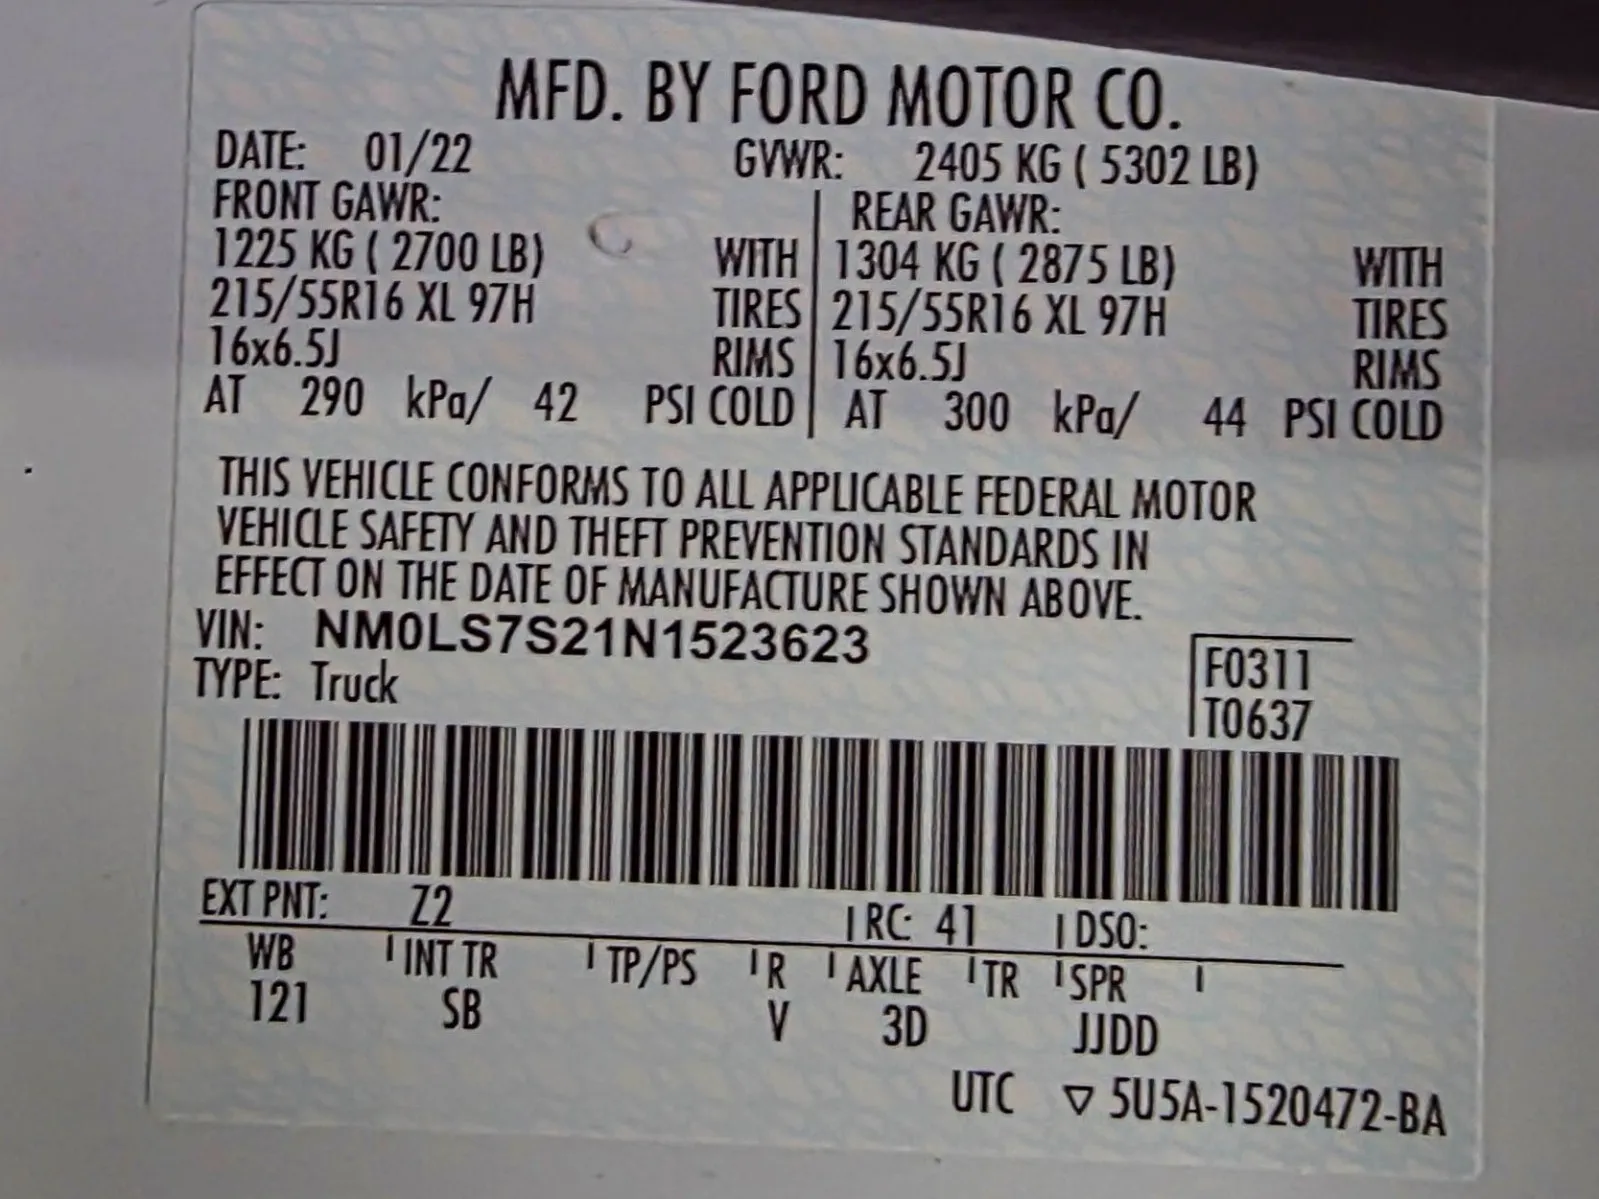 MFD. BY FORD MOTOR CO.
DATE: 01/22 GVWR: 2405 KG ( 5302 LB)
FRONT GAWR: REAR GAWR:
1225 KG ( 2700 LB) WITH 1304 KG ( 2875 LB) WITH
215/55R16 XL 97H TIRES 215/55R16 XL 97H TIRES
16x6.5J RIMS 16x6.5J RIMS
AT 290 kPa/ 42 PSI COLD AT 300 kPa/ 44 PSI COLD
THIS VEHICLE CONFORMS TO ALL APPLICABLE FEDERAL MOTOR
VEHICLE SAFETY AND THEFT PREVENTION STANDARDS IN
EFFECT ON THE DATE OF MANUFACTURE SHOWN ABOVE.
VIN: NM0LS7S21N1523623
F0311
TYPE: Truck
T0637
EXT PNT: Z2 RC: 41 DSO:
WB INT TR TP/PS R AXLE TR SPR
121 SB V 3D JJDD
UTC ▽ 5U5A-1520472-BA